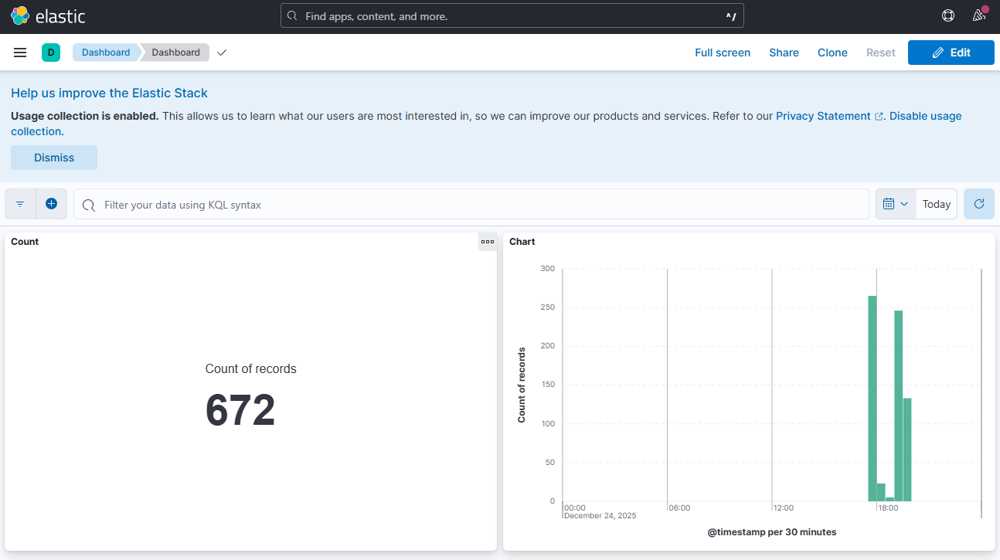 elastic
Find apps, content, and more.
^/
D
Dashboard
Dashboard
Full screen
Share
Clone
Reset
Edit
Help us improve the Elastic Stack
Usage collection is enabled. This allows us to learn what our users are most interested in, so we can improve our products and services. Refer to our Privacy Statement. Disable usage
collection.
Dismiss
Filter your data using KQL syntax
Today
Count
Count of records
672
Chart
300
250
200
150
100
50
0
Count of records
00:00
06:00
12:00
18:00
December 24, 2025
@timestamp per 30 minutes